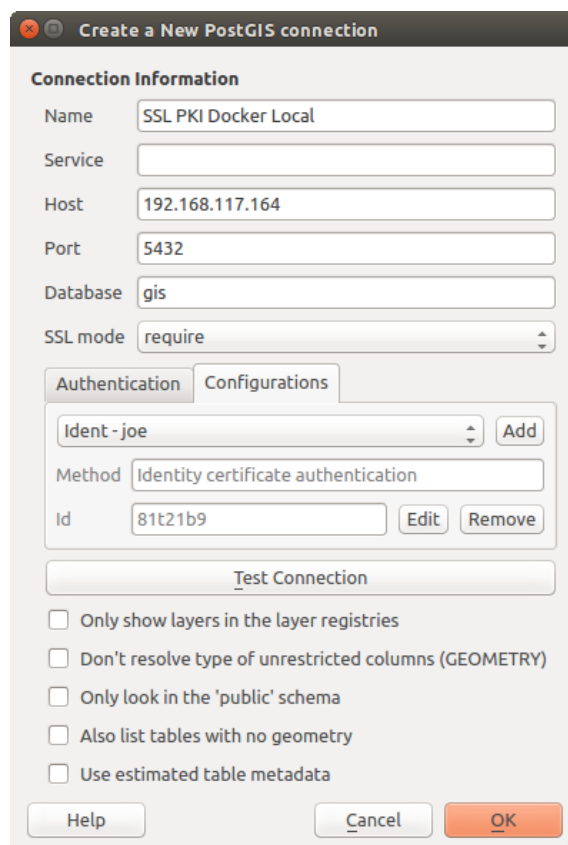 Create a New PostGIS connection
Connection Information
Name SSL PKI Docker Local
Service
Host 192.168.117.164
Port 5432
Database gis
SSL mode require
Authentication Configurations
Ident - joe Add
Method Identity certificate authentication
Id 81t21b9 Edit Remove
Test Connection
Only show layers in the layer registries
Don't resolve type of unrestricted columns (GEOMETRY)
Only look in the 'public' schema
Also list tables with no geometry
Use estimated table metadata
Help Cancel OK